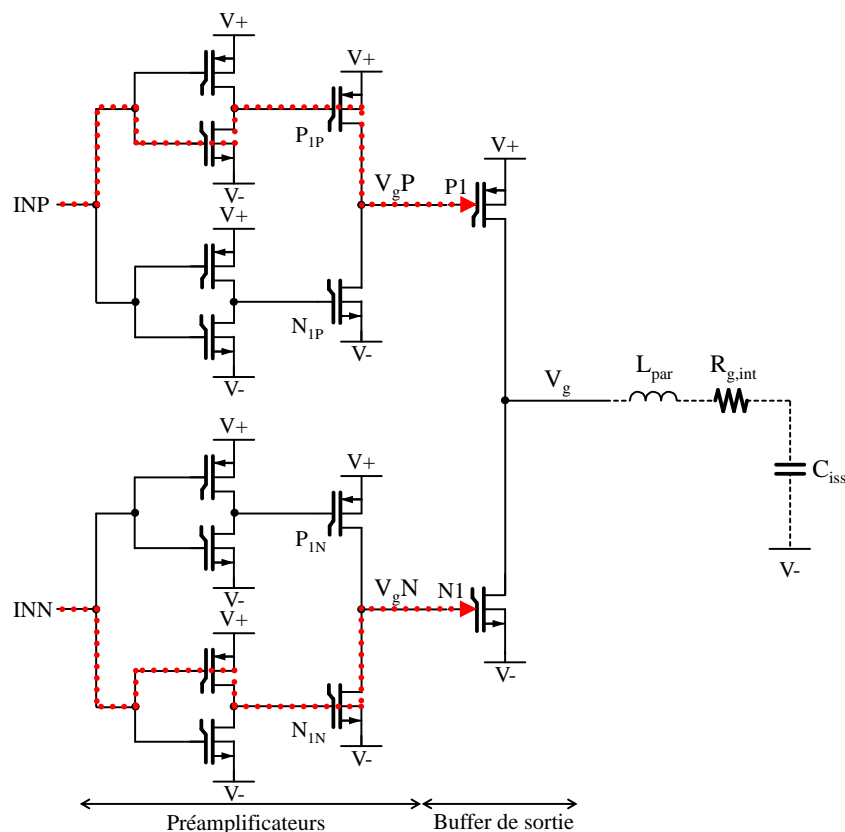 V+
V+
P1P
V-
V+
V+
VgP
P1
INP
N1P
V-
V-
Lpar
Rg,int
Vg
V+
V+
Ciss
P1N
V-
VgN
N1
V-
INN
V+
V-
N1N
V-
V-
Préamplificateurs
Buffer de sortie